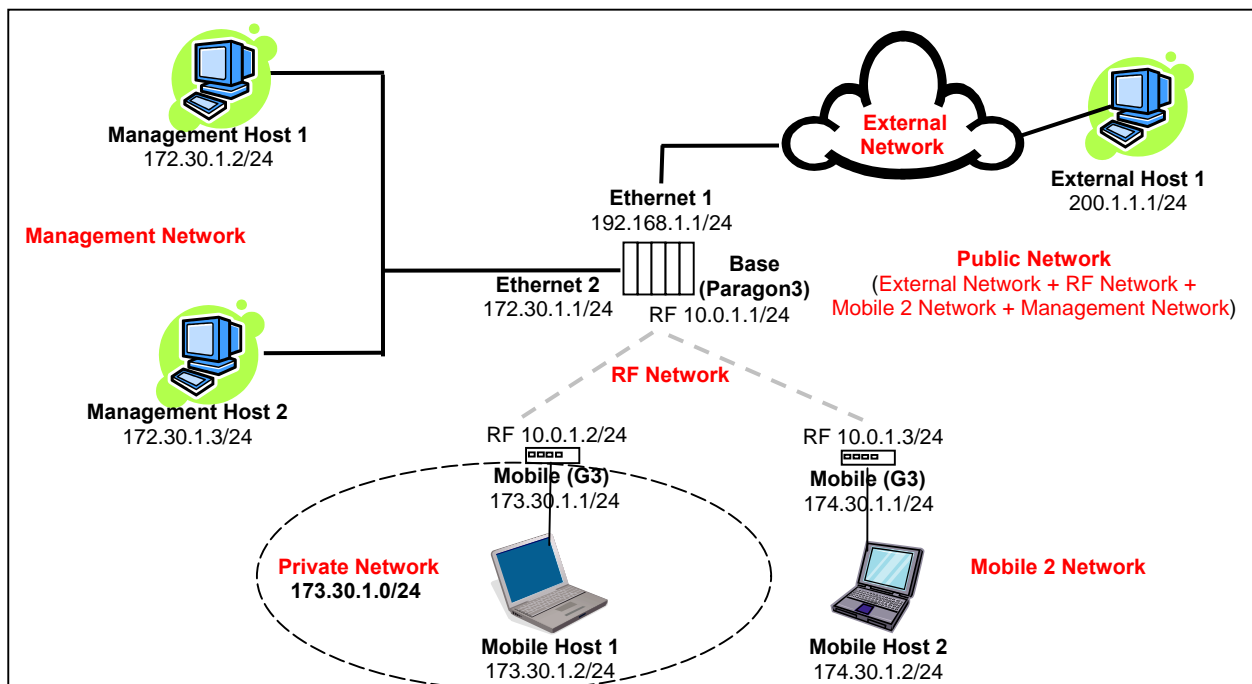 Management Host 1
172.30.1.2/24
Management Network
Management Host 2
172.30.1.3/24
Ethernet 2
172.30.1.1/24
Ethernet 1
192.168.1.1/24
Base
(Paragon3)
RF 10.0.1.1/24
External
Network
External Host 1
200.1.1.1/24
Public Network
(External Network + RF Network +
Mobile 2 Network + Management Network)
RF Network
RF 10.0.1.2/24
Mobile (G3)
173.30.1.1/24
Private Network
173.30.1.0/24
Mobile Host 1
173.30.1.2/24
RF 10.0.1.3/24
Mobile (G3)
174.30.1.1/24
Mobile 2 Network
Mobile Host 2
174.30.1.2/24